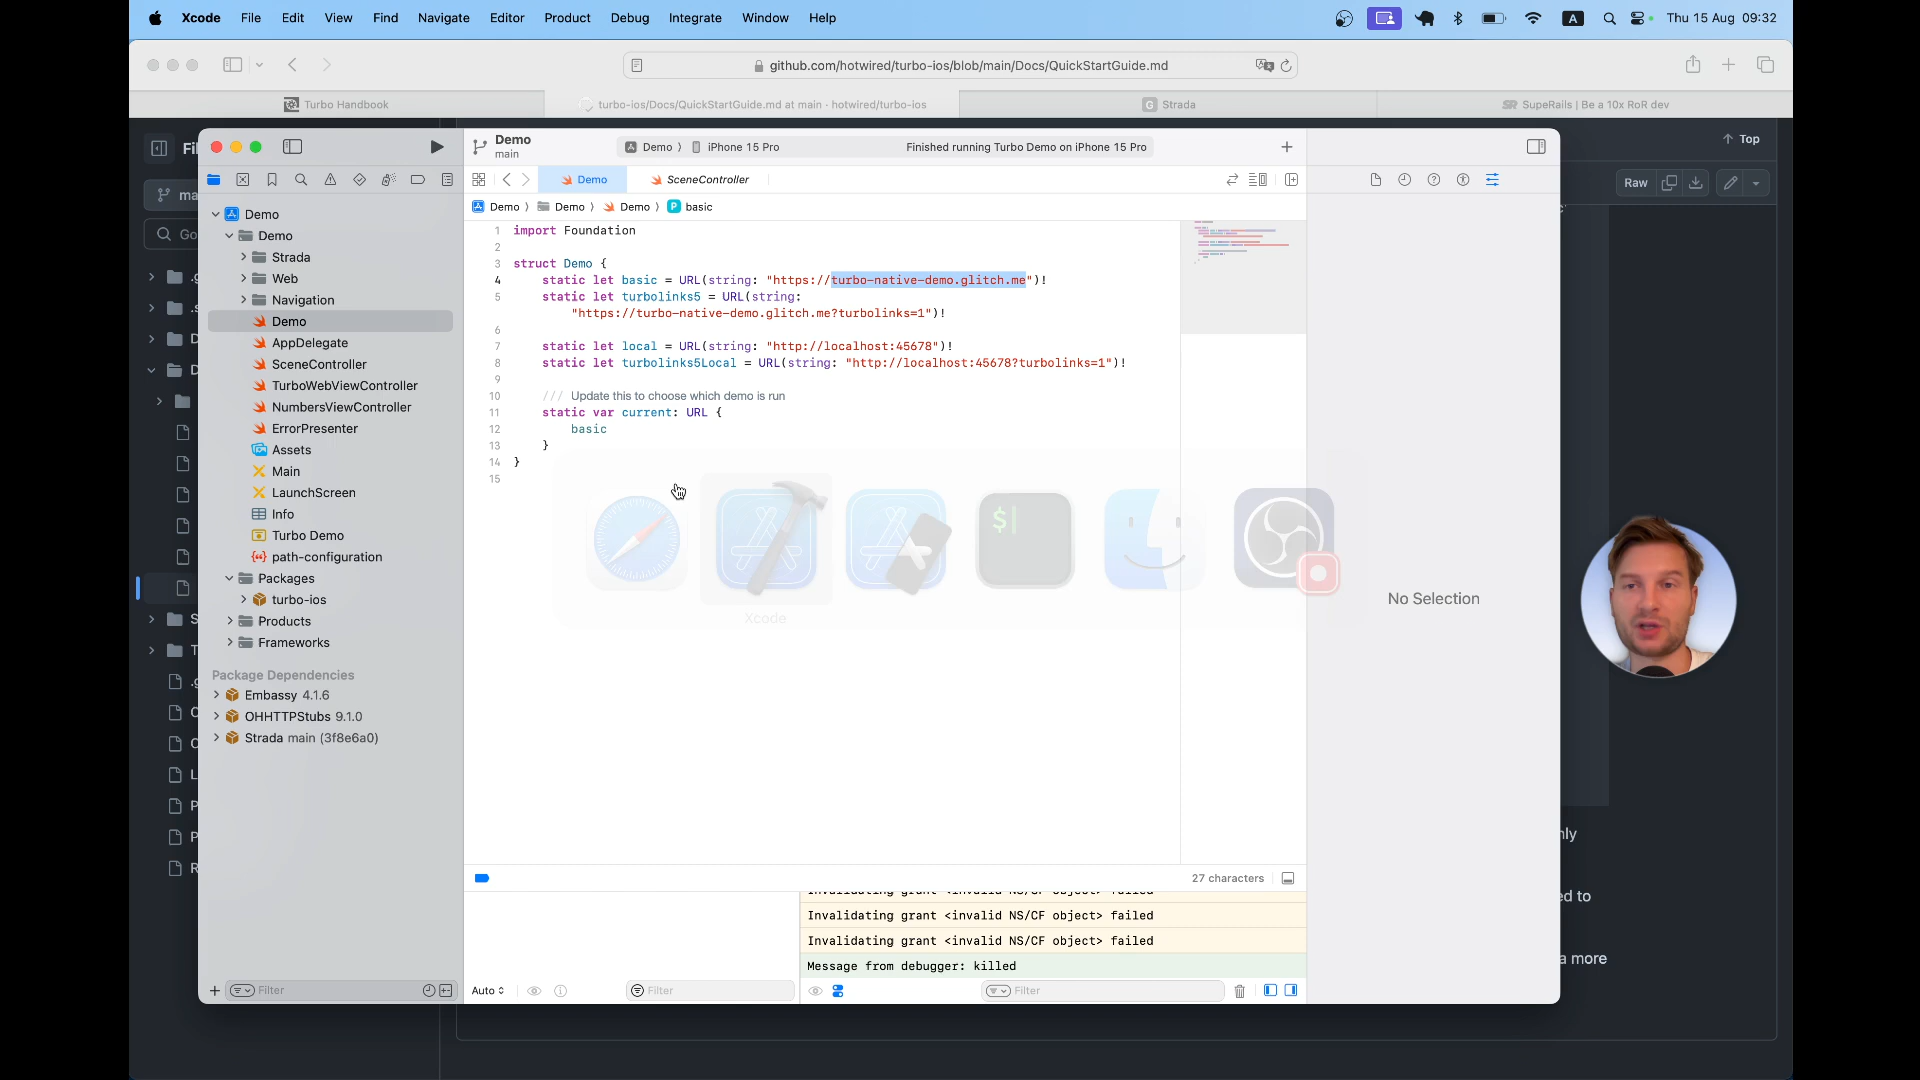 Xcode File Edit View Find Navigate Editor Product Debug Integrate Window Help
A Thu 15 Aug 09:32
github.com/hotwired/turbo-ios/blob/main/Docs/QuickStartGuide.md
Turbo Handbook
turbo-ios/Docs/QuickStartGuide.md at main · hotwired/turbo-ios
Strada
SupeRails | Be a 10x RoR dev
Top
Raw
Demo
main
Demo
iPhone 15 Pro
Finished running Turbo Demo on iPhone 15 Pro
Demo
SceneController
Demo Demo Demo basic
Demo
Demo
Strada
Web
Navigation
Demo
AppDelegate
SceneController
TurboWebViewController
NumbersViewController
ErrorPresenter
Assets
Main
LaunchScreen
Info
Turbo Demo
path-configuration
Packages
turbo-ios
Products
Frameworks
Package Dependencies
Embassy 4.1.6
OHHTTPStubs 9.1.0
Strada main (3f8e6a0)
Filter
1 import Foundation
2
3 struct Demo {
4 static let basic = URL(string: "https://turbo-native-demo.glitch.me")!
5 static let turbolinks5 = URL(string:
"https://turbo-native-demo.glitch.me?turbolinks=1")!
6
7 static let local = URL(string: "http://localhost:45678")!
8 static let turbolinks5Local = URL(string: "http://localhost:45678?turbolinks=1")!
9
10 /// Update this to choose which demo is run
11 static var current: URL {
12 basic
13 }
14 }
15
$
Xcode
27 characters
Invalidating grant <invalid NS/CF object> failed
Invalidating grant <invalid NS/CF object> failed
Invalidating grant <invalid NS/CF object> failed
Message from debugger: killed
Auto
Filter
Filter
No Selection
ed to
a more